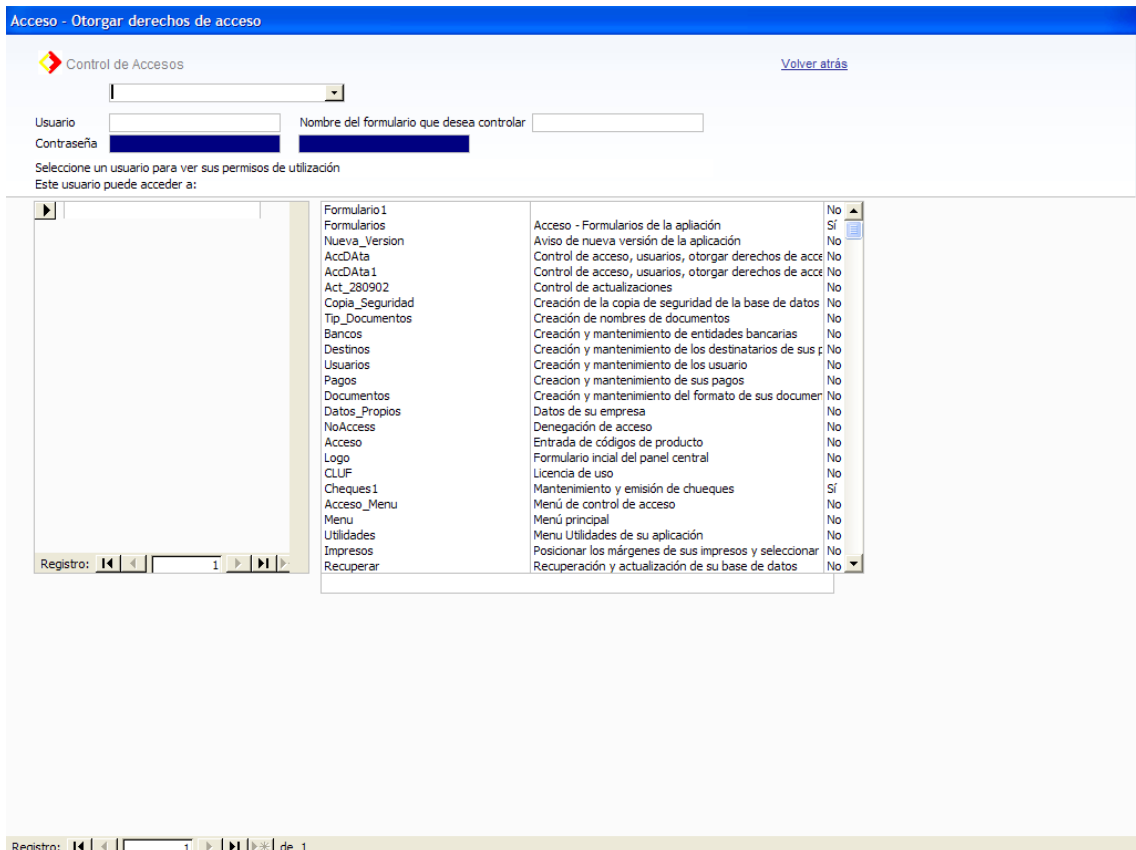 Acceso - Otorgar derechos de acceso
Control de Accesos
Volver atrás
Usuario
Nombre del formulario que desea controlar
Contraseña
Seleccione un usuario para ver sus permisos de utilización
Este usuario puede acceder a:
Formulario1 No
Formularios Acceso - Formularios de la apliación Sí
Nueva_Version Aviso de nueva versión de la aplicación No
AccDAta Control de acceso, usuarios, otorgar derechos de acce No
AccDAta1 Control de acceso, usuarios, otorgar derechos de acce No
Act_280902 Control de actualizaciones No
Copia_Seguridad Creación de la copia de seguridad de la base de datos No
Tip_Documentos Creación de nombres de documentos No
Bancos Creación y mantenimiento de entidades bancarias No
Destinos Creación y mantenimiento de los destinatarios de sus p No
Usuarios Creación y mantenimiento de los usuario No
Pagos Creacion y mantenimiento de sus pagos No
Documentos Creación y mantenimiento del formato de sus documen No
Datos_Propios Datos de su empresa No
NoAccess Denegación de acceso No
Acceso Entrada de códigos de producto No
Logo Formulario incial del panel central No
CLUF Licencia de uso No
Cheques1 Mantenimiento y emisión de chueques Sí
Acceso_Menu Menú de control de acceso No
Menu Menú principal No
Utilidades Menu Utilidades de su aplicación No
Impresos Posicionar los márgenes de sus impresos y seleccionar No
Recuperar Recuperación y actualización de su base de datos No
Registro: 1
Registro: 1 de 1